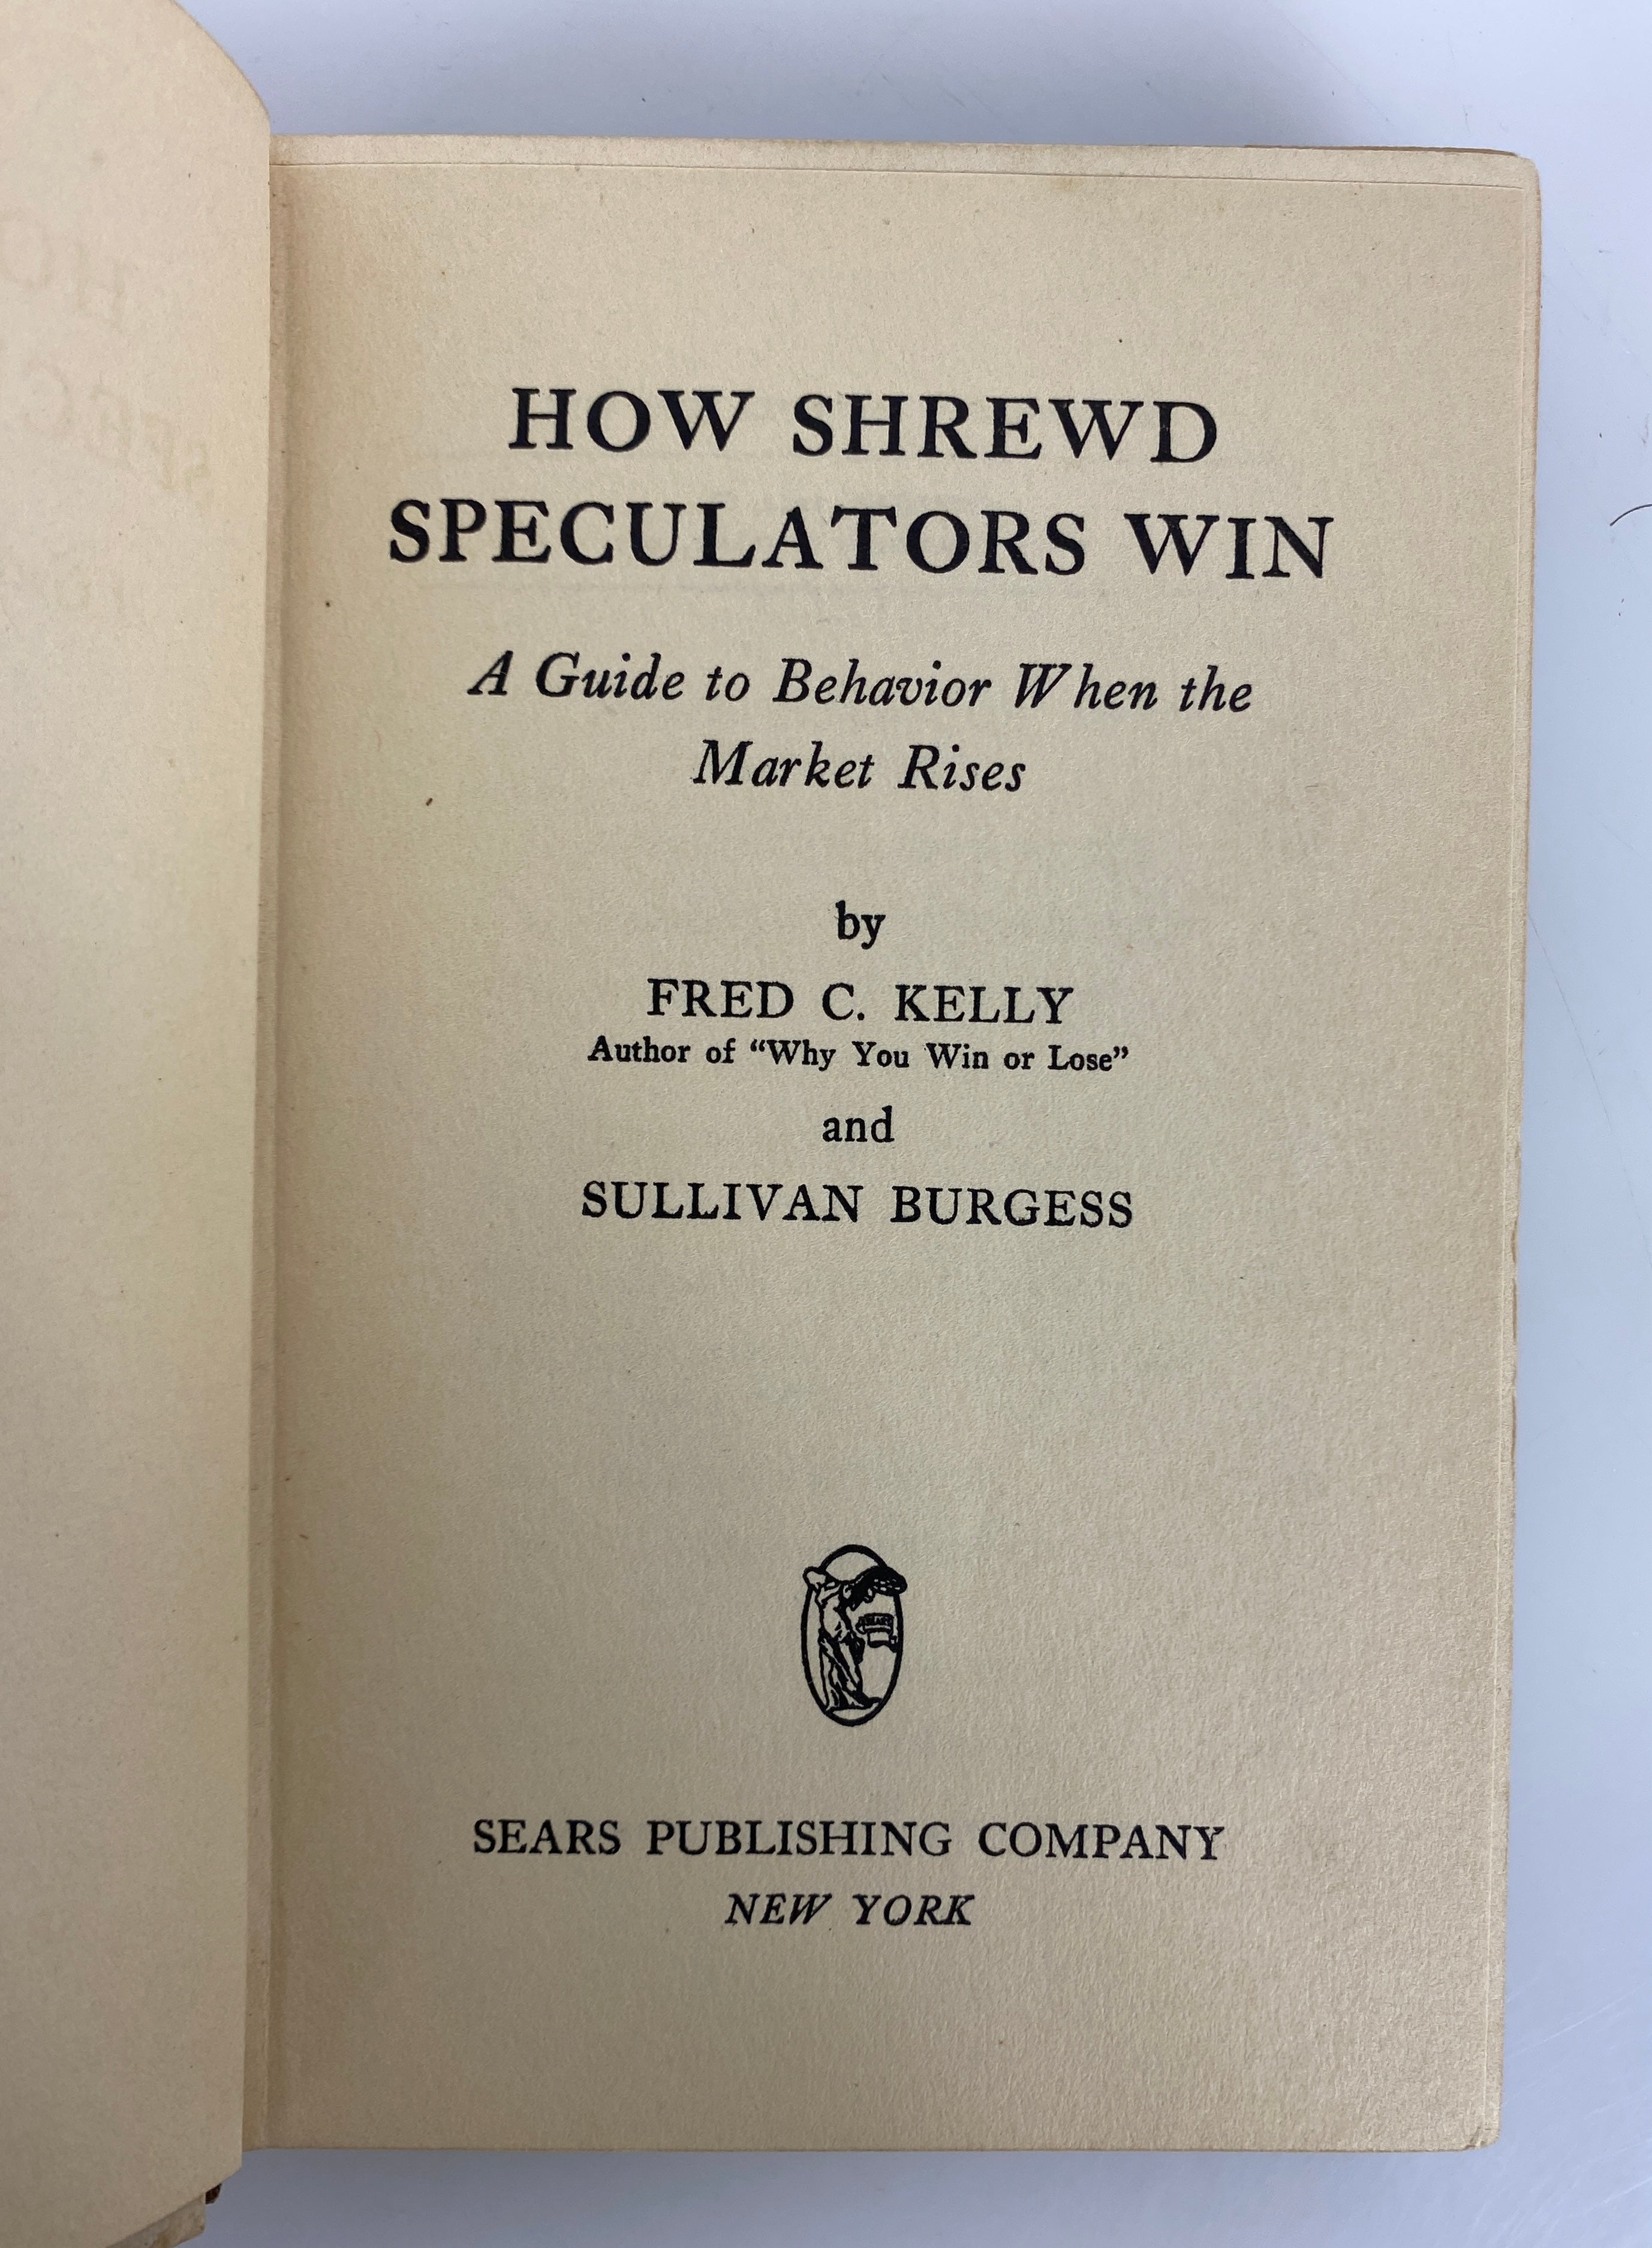 HOW SHREWD
SPECULATORS WIN
A Guide to Behavior When the
Market Rises
by
FRED C. KELLY
Author of “Why You Win or Lose”
and
SULLIVAN BURGESS
SEARS PUBLISHING COMPANY
NEW YORK